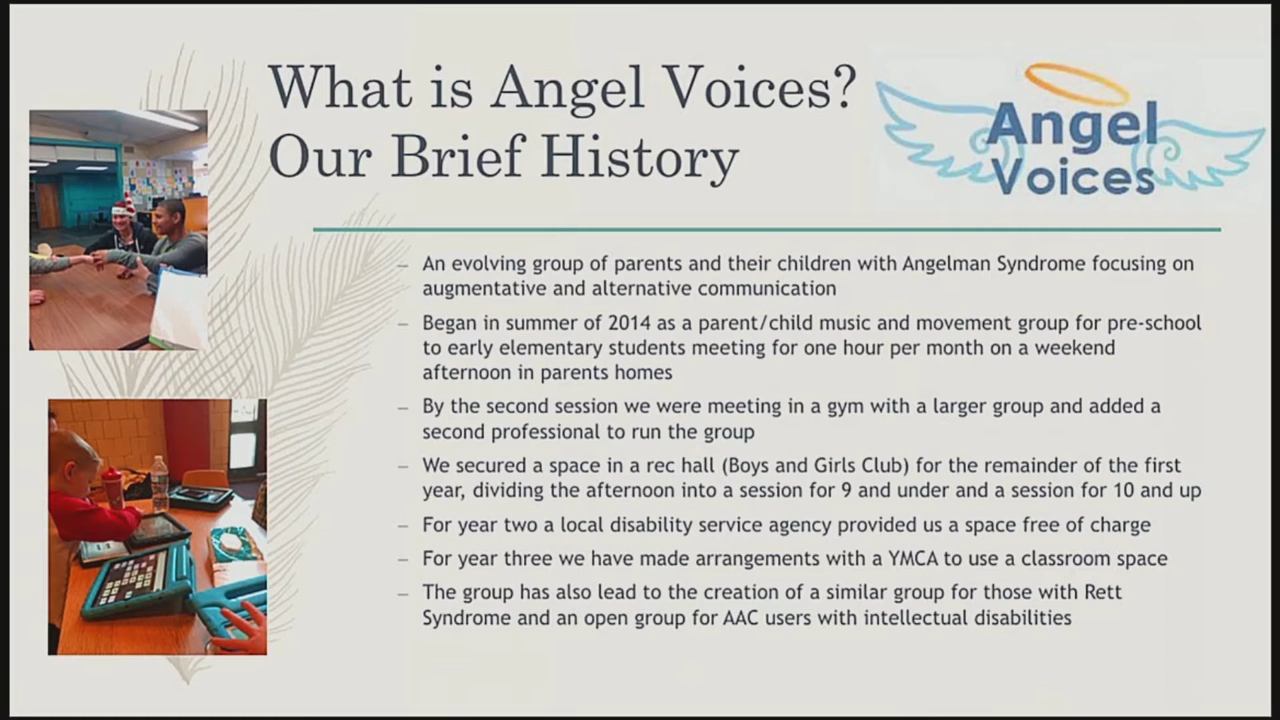 What is Angel Voices?
Our Brief History
Angel
Voices
– An evolving group of parents and their children with Angelman Syndrome focusing on
augmentative and alternative communication
– Began in summer of 2014 as a parent/child music and movement group for pre-school
to early elementary students meeting for one hour per month on a weekend
afternoon in parents homes
– By the second session we were meeting in a gym with a larger group and added a
second professional to run the group
– We secured a space in a rec hall (Boys and Girls Club) for the remainder of the first
year, dividing the afternoon into a session for 9 and under and a session for 10 and up
– For year two a local disability service agency provided us a space free of charge
– For year three we have made arrangements with a YMCA to use a classroom space
– The group has also lead to the creation of a similar group for those with Rett
Syndrome and an open group for AAC users with intellectual disabilities